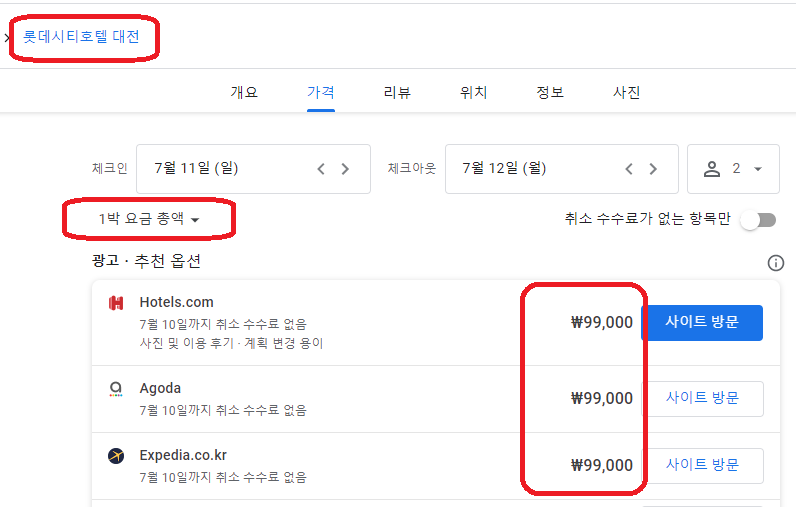 롯데시티호텔 대전
개요 가격 리뷰 위치 정보 사진
체크인 7월 11일 (일) 체크아웃 7월 12일 (월) 2
1박 요금 총액 취소 수수료가 없는 항목만
광고 · 추천 옵션
Hotels.com
7월 10일까지 취소 수수료 없음
사진 및 이용 후기 · 계획 변경 용이
₩99,000 사이트 방문
Agoda
7월 10일까지 취소 수수료 없음
₩99,000 사이트 방문
Expedia.co.kr
7월 10일까지 취소 수수료 없음
₩99,000 사이트 방문